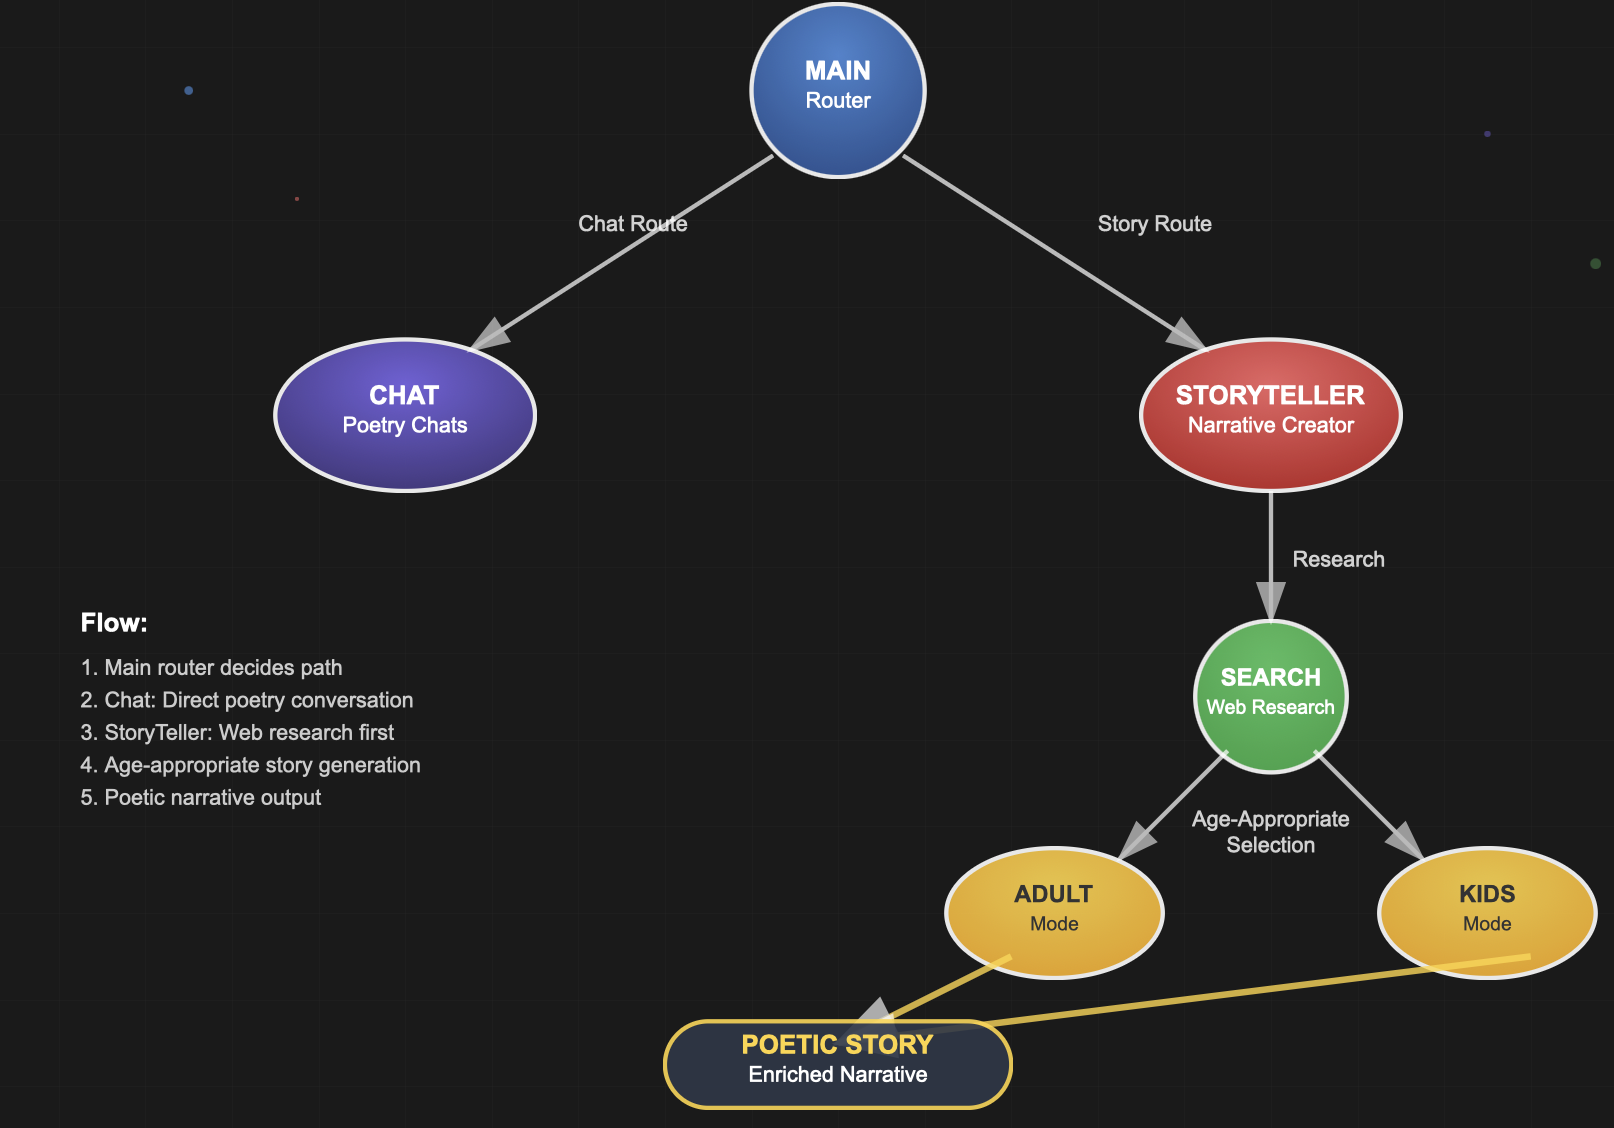 MAIN
Router
Chat Route
Story Route
CHAT
Poetry Chats
STORYTELLER
Narrative Creator
Research
Flow:
1. Main router decides path
2. Chat: Direct poetry conversation
3. StoryTeller: Web research first
4. Age-appropriate story generation
5. Poetic narrative output
SEARCH
Web Research
Age-Appropriate
Selection
ADULT
Mode
KIDS
Mode
POETIC STORY
Enriched Narrative